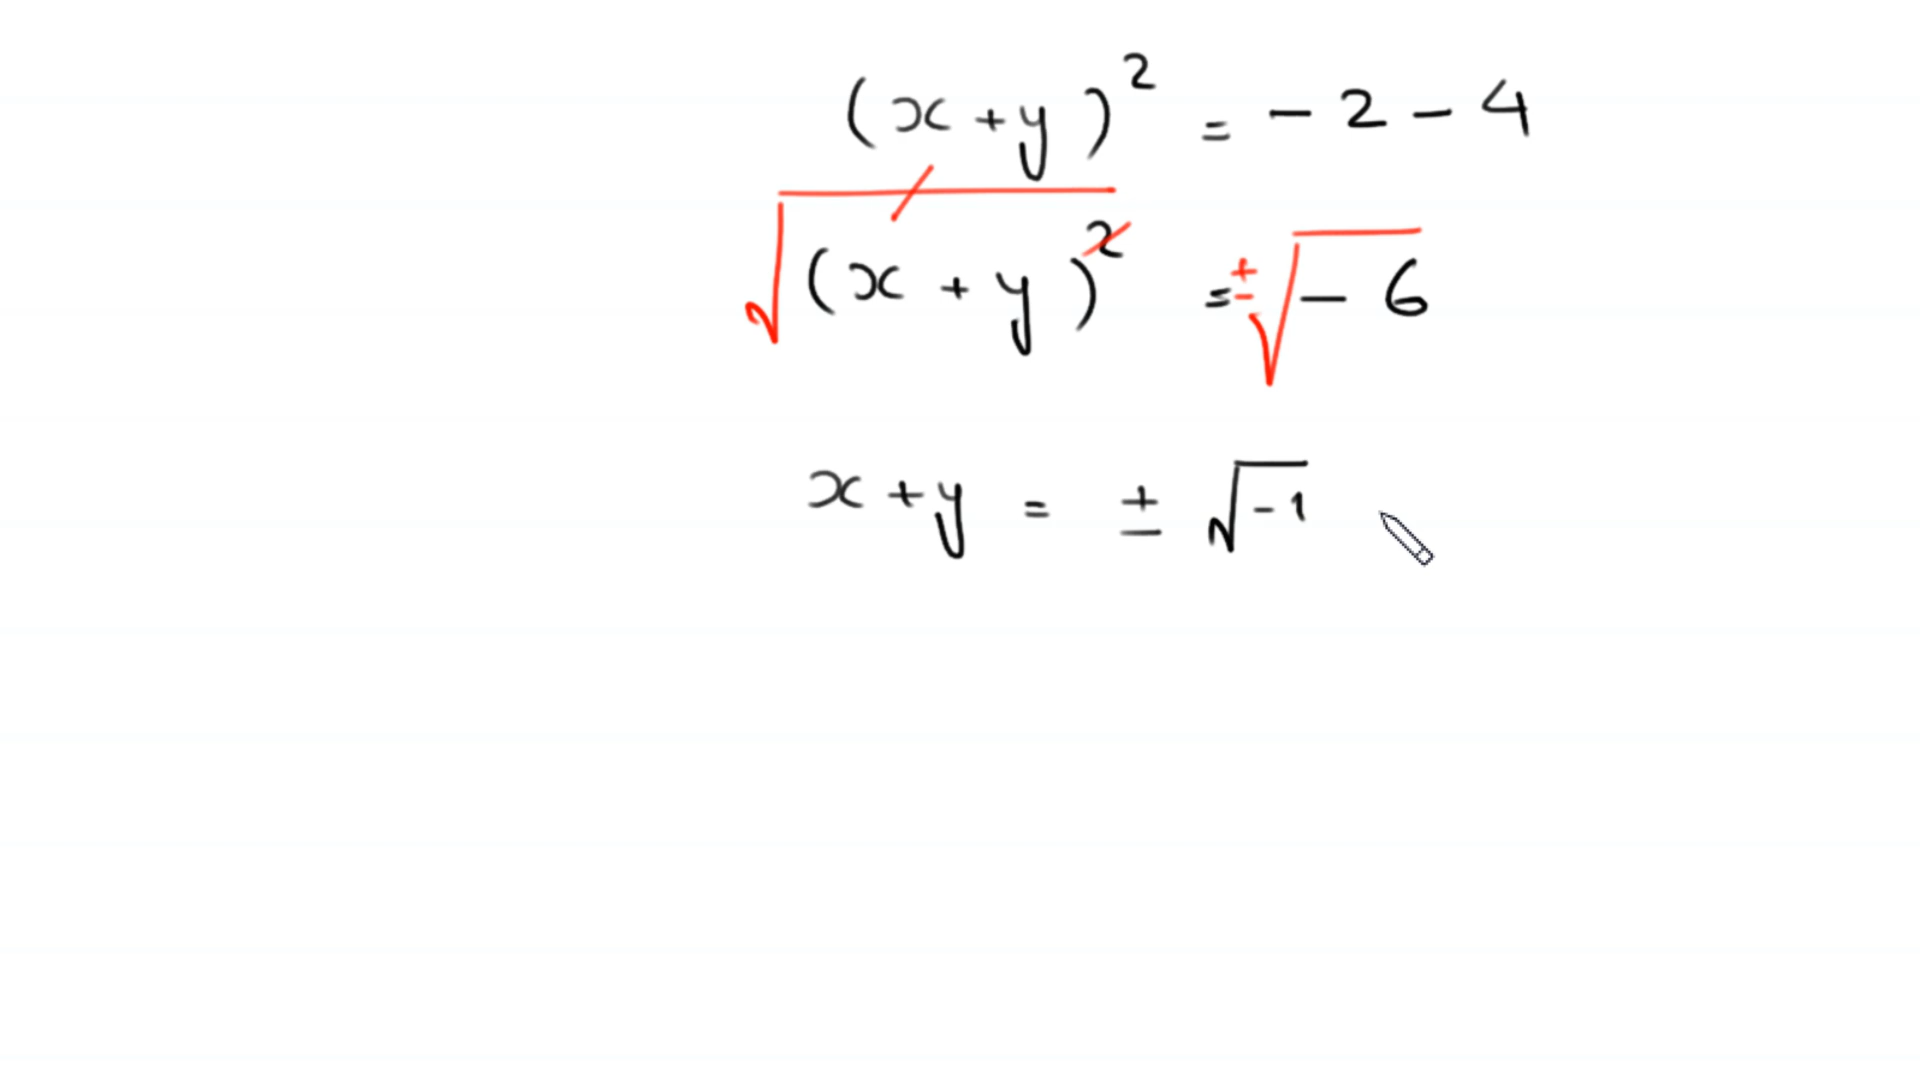 (x + y)² = - 2 - 4
√(x + y)² = ± √- 6
x + y = ± √-1